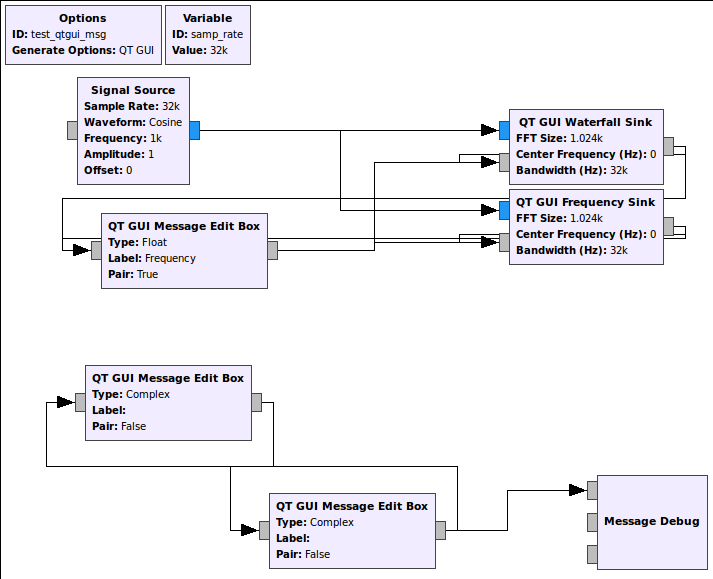 Options
ID: test_qtgui_msg
Generate Options: QT GUI
Variable
ID: samp_rate
Value: 32k
Signal Source
Sample Rate: 32k
Waveform: Cosine
Frequency: 1k
Amplitude: 1
Offset: 0
QT GUI Waterfall Sink
FFT Size: 1.024k
Center Frequency (Hz): 0
Bandwidth (Hz): 32k
QT GUI Frequency Sink
FFT Size: 1.024k
Center Frequency (Hz): 0
Bandwidth (Hz): 32k
QT GUI Message Edit Box
Type: Float
Label: Frequency
Pair: True
QT GUI Message Edit Box
Type: Complex
Label:
Pair: False
QT GUI Message Edit Box
Type: Complex
Label:
Pair: False
Message Debug